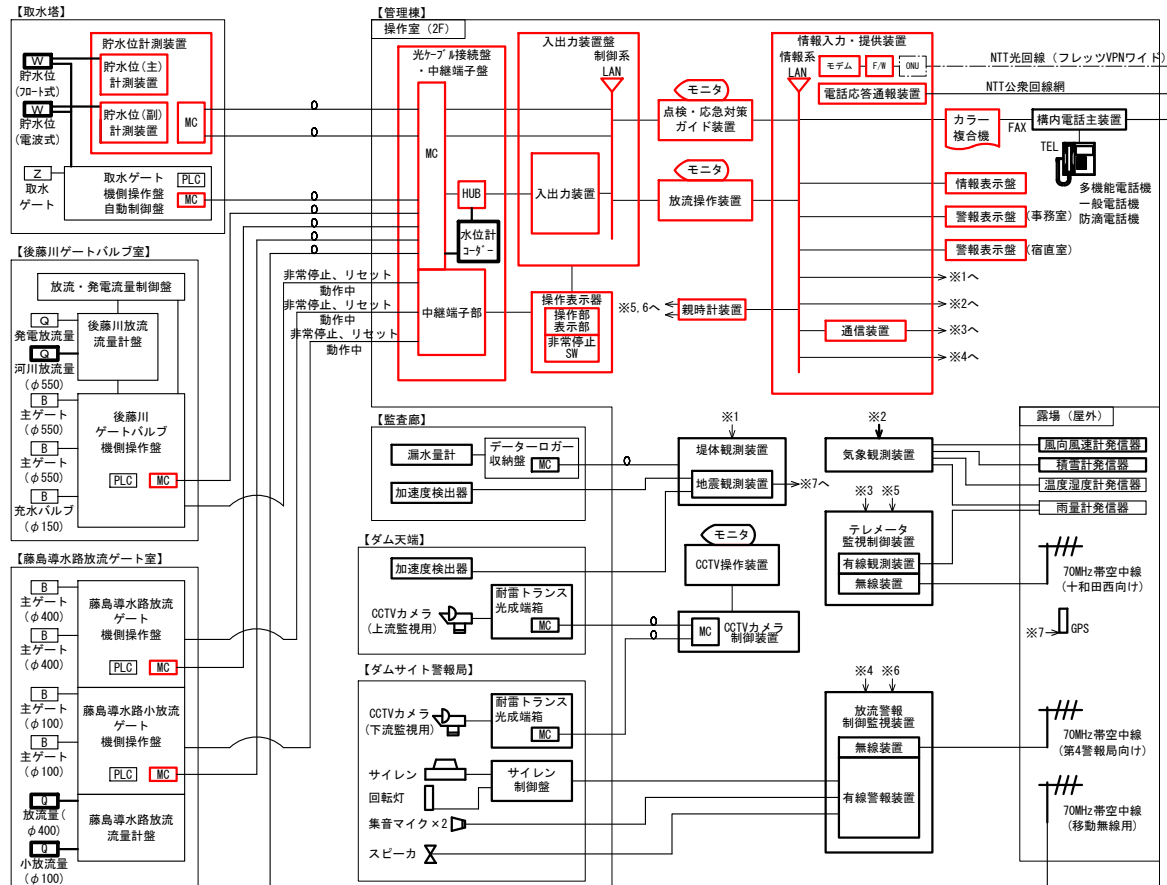 【取水塔】
貯水位計測装置
W
貯水位
(フロート式)
貯水位(主)
計測装置
W
貯水位
(電波式)
貯水位(副)
計測装置
MC
Z
取水
ゲート
取水ゲート
機側操作盤
自動制御盤
PLC
MC
【後藤川ゲートバルブ室】
放流・発電流量制御盤
Q
発電放流量
Q
河川放流量
(φ550)
後藤川放流
流量計盤
B
主ゲート
(φ550)
B
主ゲート
(φ550)
B
充水バルブ
(φ150)
後藤川
ゲートバルブ
機側操作盤
PLC
MC
【藤島導水路放流ゲート室】
B
主ゲート
(φ400)
B
主ゲート
(φ400)
藤島導水路放流
ゲート
機側操作盤
PLC
MC
B
主ゲート
(φ100)
B
主ゲート
(φ100)
藤島導水路小放流
ゲート
機側操作盤
PLC
MC
Q
放流量(
φ400)
Q
小放流量
(φ100)
藤島導水路放流
流量計盤
【管理棟】
操作室(2F)
光ケーブル接続盤
・中継端子盤
MC
HUB
水位計
コーダー
中継端子部
非常停止、リセット
動作中
非常停止、リセット
動作中
非常停止、リセット
動作中
入出力装置盤
制御系
LAN
入出力装置
操作表示器
操作部
表示部
非常停止
SW
モニタ
点検・応急対策
ガイド装置
モニタ
放流操作装置
※5,6へ
親時計装置
情報入力・提供装置
情報系
LAN
モデム
F/W
ONU
NTT光回線(フレッツVPNワイド)
電話応答通報装置
NTT公衆回線網
カラー
複合機
FAX
構内電話主装置
TEL
多機能電話機
一般電話機
防滴電話機
情報表示盤
警報表示盤
(事務室)
警報表示盤
(宿直室)
※1へ
※2へ
通信装置
※3へ
※4へ
【監査廊】
漏水量計
データーロガー
収納盤
MC
加速度検出器
※1
堤体観測装置
地震観測装置
※7へ
【ダム天端】
加速度検出器
CCTVカメラ
(上流監視用)
耐雷トランス
光成端箱
MC
モニタ
CCTV操作装置
MC
CCTVカメラ
制御装置
【ダムサイト警報局】
CCTVカメラ
(下流監視用)
耐雷トランス
光成端箱
MC
サイレン
回転灯
サイレン
制御盤
集音マイク×2
スピーカ
※2
気象観測装置
※3
※5
テレメータ
監視制御装置
有線観測装置
無線装置
※4
※6
放流警報
制御監視装置
無線装置
有線警報装置
露場(屋外)
風向風速計発信器
積雪計発信器
温度湿度計発信器
雨量計発信器
70MHz帯空中線
(十和田西向け)
※7
GPS
70MHz帯空中線
(第4警報局向け)
70MHz帯空中線
(移動無線用)